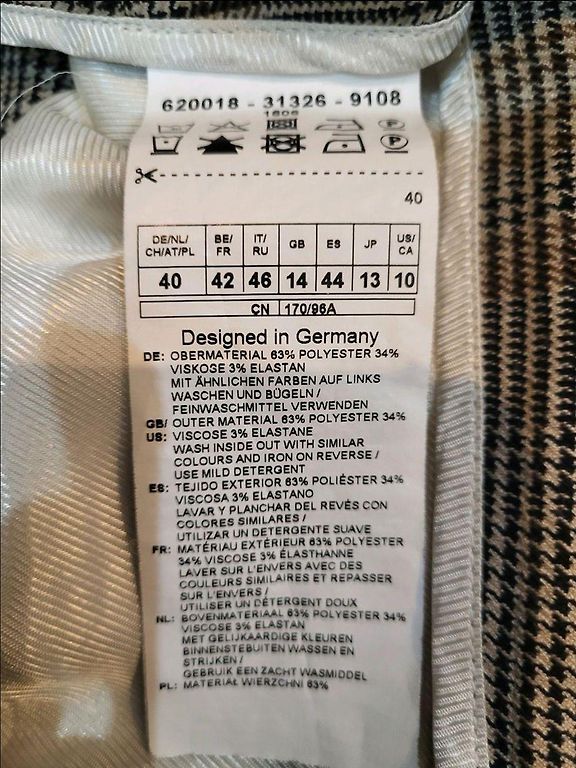 620018 - 31326 - 9108
1606
P
P
40
DE/NL/ CH/AT/PL BE/ FR IT/ RU GB ES JP US/ CA
40 42 46 14 44 13 10
CN 170/96A
Designed in Germany
DE: OBERMATERIAL 63% POLYESTER 34%
VISKOSE 3% ELASTAN
MIT ÄHNLICHEN FARBEN AUF LINKS
WASCHEN UND BÜGELN /
FEINWASCHMITTEL VERWENDEN
GB/ OUTER MATERIAL 63% POLYESTER 34%
US: VISCOSE 3% ELASTANE
WASH INSIDE OUT WITH SIMILAR
COLOURS AND IRON ON REVERSE /
USE MILD DETERGENT
ES: TEJIDO EXTERIOR 63% POLIÉSTER 34%
VISCOSA 3% ELASTANO
LAVAR Y PLANCHAR DEL REVÉS CON
COLORES SIMILARES /
UTILIZAR UN DETERGENTE SUAVE
FR: MATÉRIAU EXTÉRIEUR 63% POLYESTER
34% VISCOSE 3% ÉLASTHANNE
LAVER SUR L'ENVERS AVEC DES
COULEURS SIMILAIRES ET REPASSER
SUR L'ENVERS /
UTILISER UN DÉTERGENT DOUX
NL: BOVENMATERIAAL 63% POLYESTER 34%
VISCOSE 3% ELASTAN
MET GELIJKAARDIGE KLEUREN
BINNENSTEBUITEN WASSEN EN
STRIJKEN /
GEBRUIK EEN ZACHT WASMIDDEL
PL: MATERIAŁ WIERZCHNI 63%